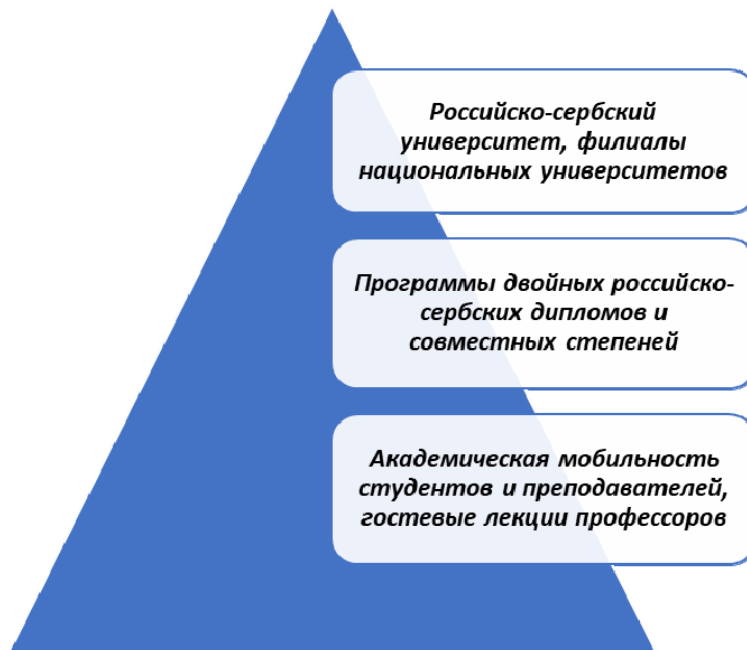 Российско-сербский
университет, филиалы
национальных университетов
Программы двойных российско-
сербских дипломов и
совместных степеней
Академическая мобильность
студентов и преподавателей,
гостевые лекции профессоров